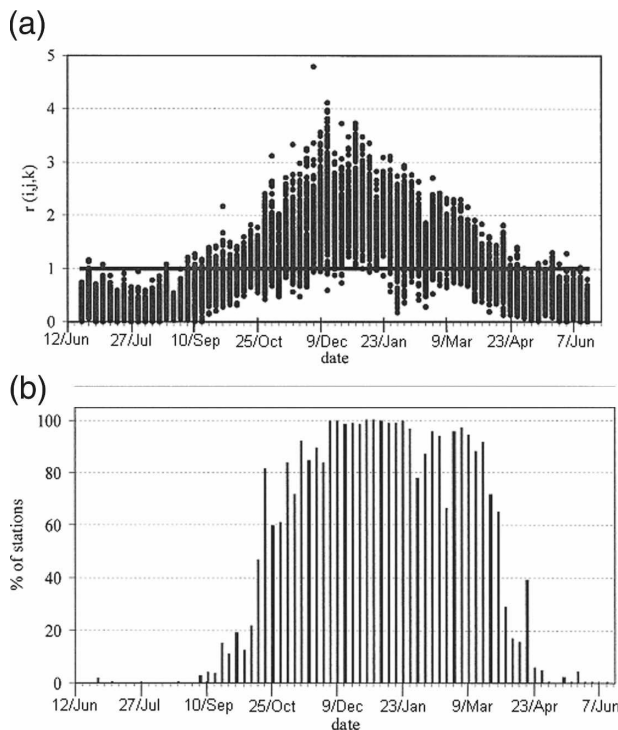 (a)
5
4
3
2
1
0
r (i,j,k)
12/Jun 27/Jul 10/Sep 25/Oct 9/Dec 23/Jan 9/Mar 23/Apr 7/Jun
date
(b)
100
80
60
40
20
0
% of stations
12/Jun 27/Jul 10/Sep 25/Oct 9/Dec 23/Jan 9/Mar 23/Apr 7/Jun
date